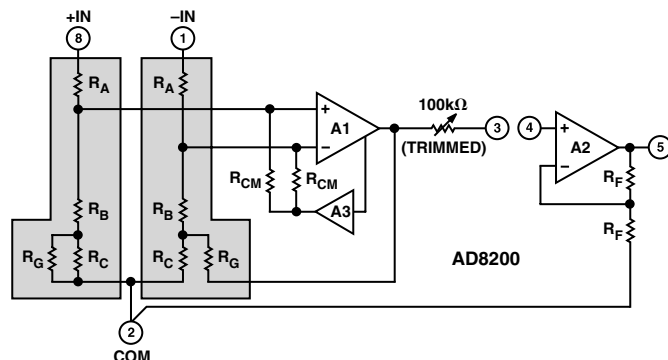 +IN
–IN
8
1
RA
RA
100kΩ
+
A1
–
3
(TRIMMED)
4
+
A2
–
5
RCM
RCM
A3
RF
RB
RB
RF
RG
RC
RC
RG
AD8200
2
COM